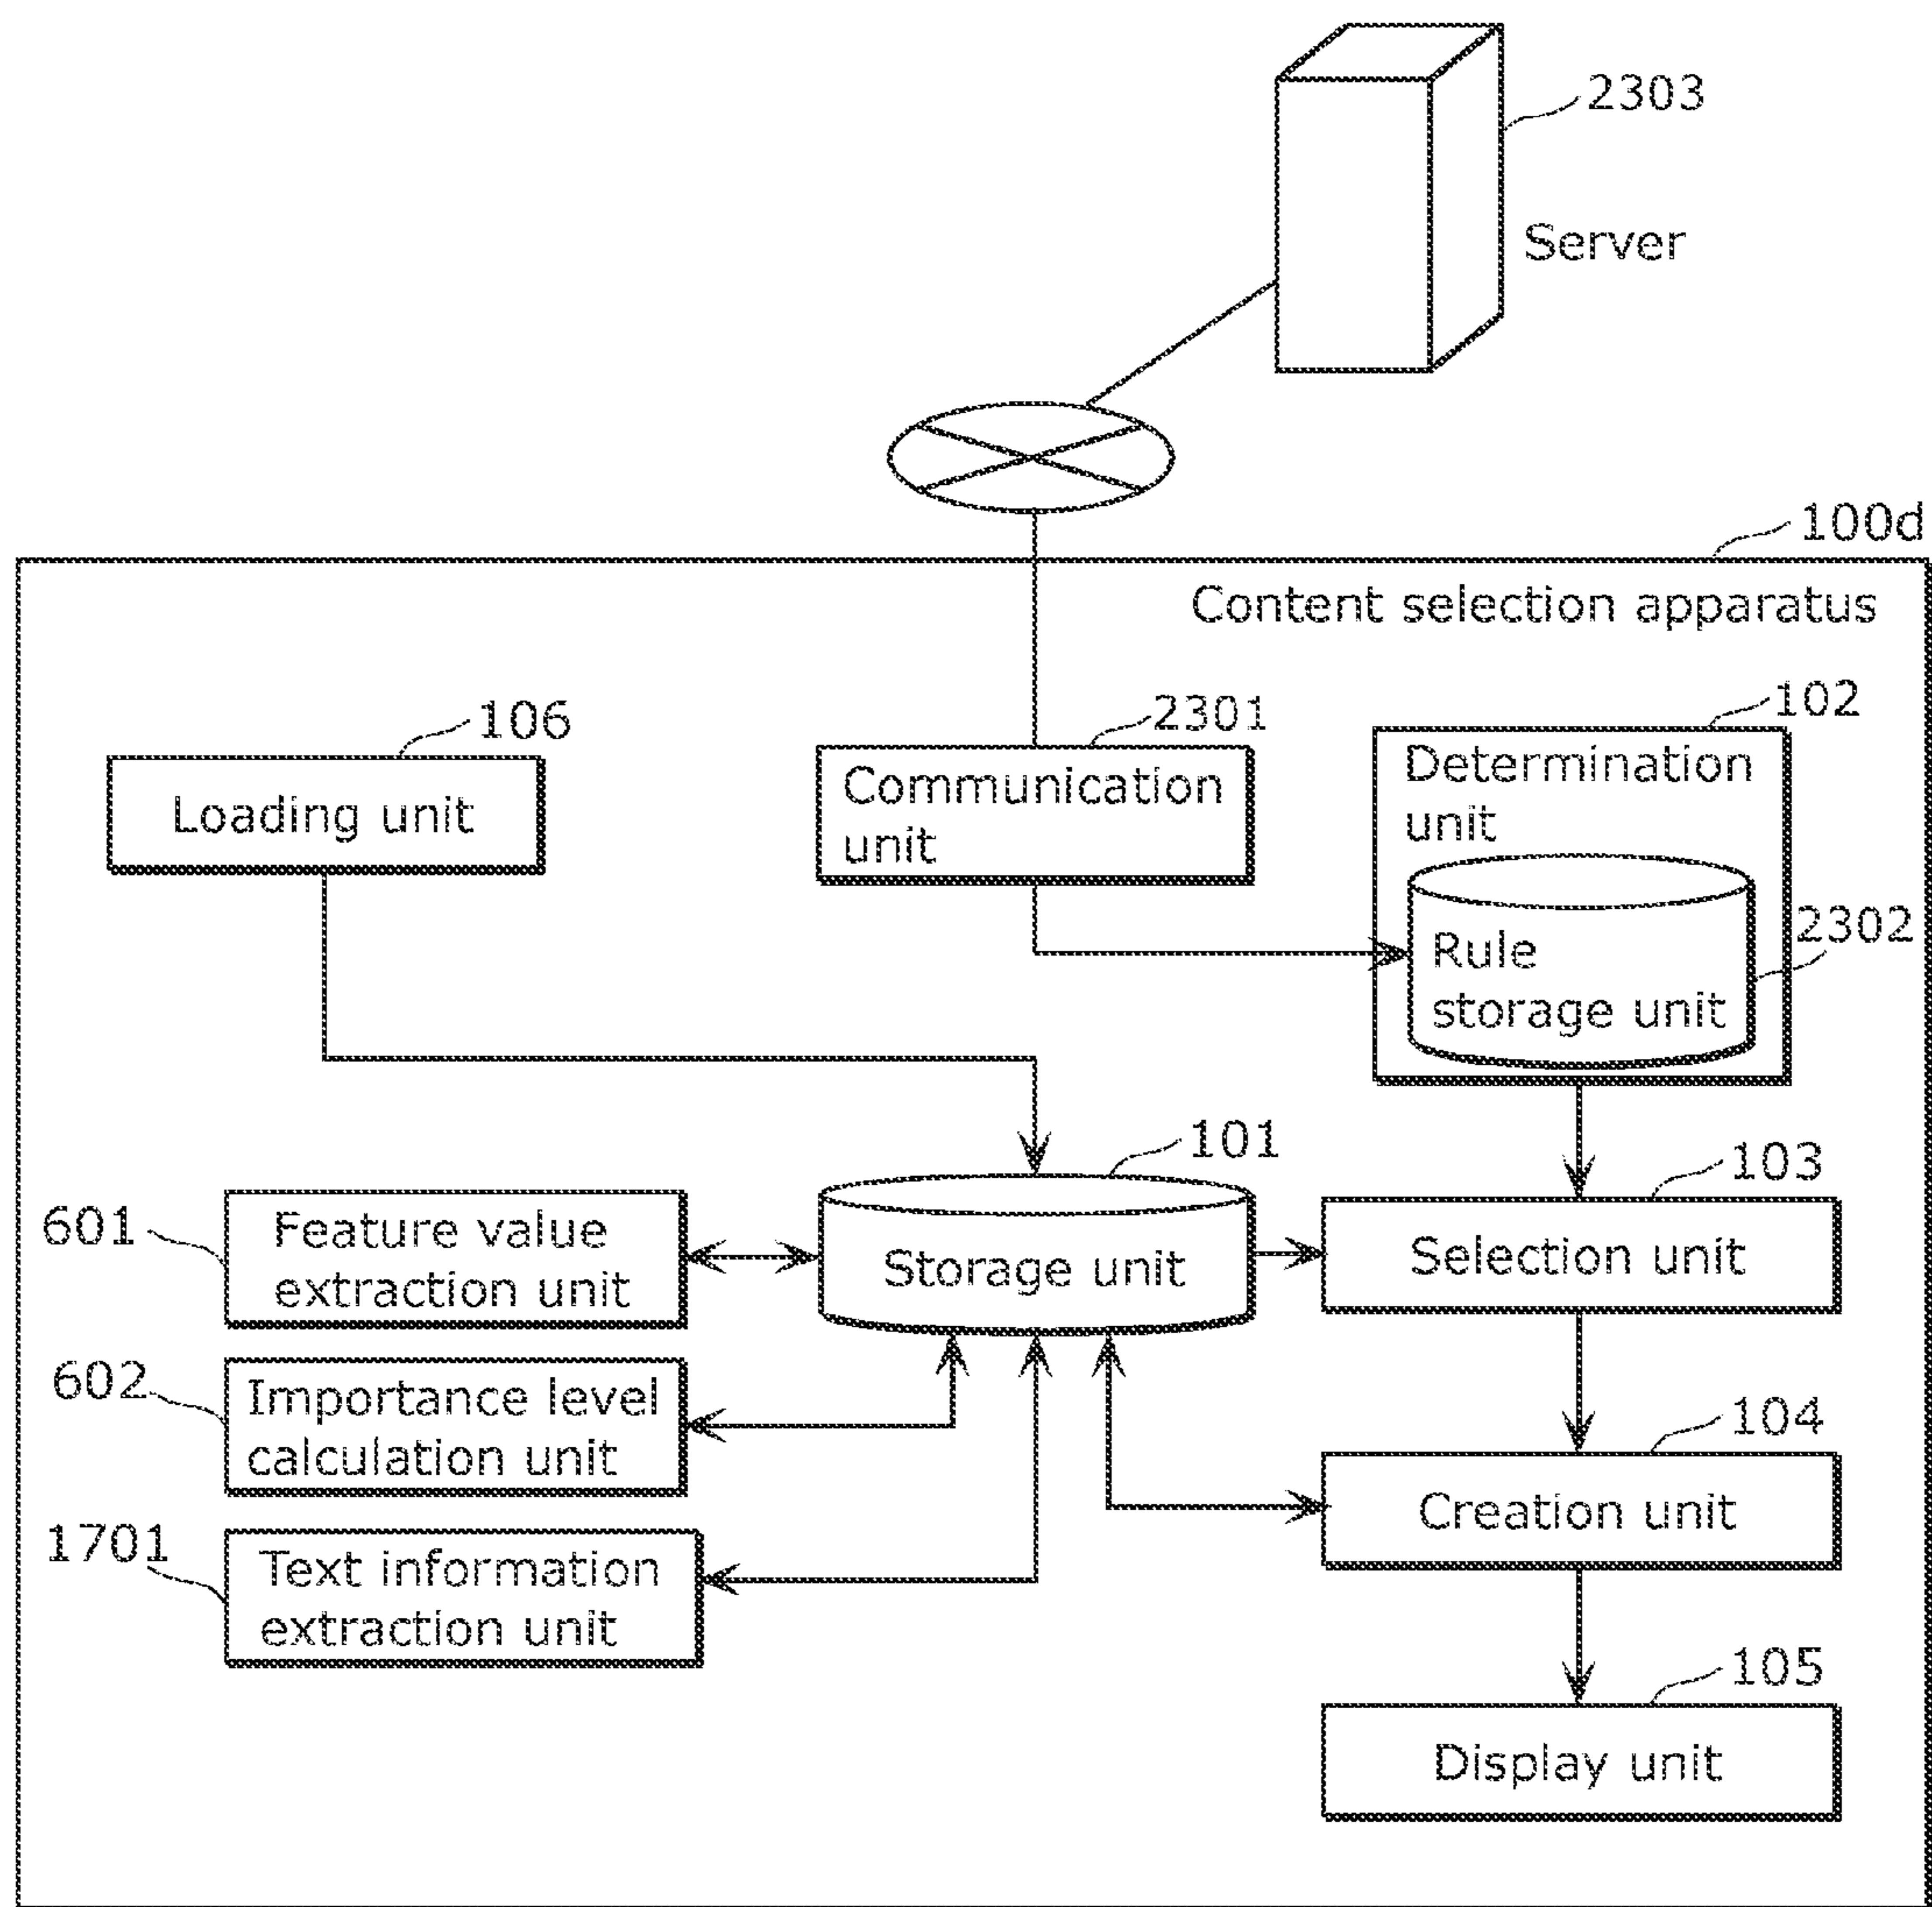 2303
Server
100d
Content selection apparatus
106
2301
102
Loading unit
Communication
unit
Determination
unit
2302
Rule
storage unit
101
103
601
Feature value
extraction unit
Storage unit
Selection unit
602
Importance level
calculation unit
104
Creation unit
1701
Text information
extraction unit
105
Display unit